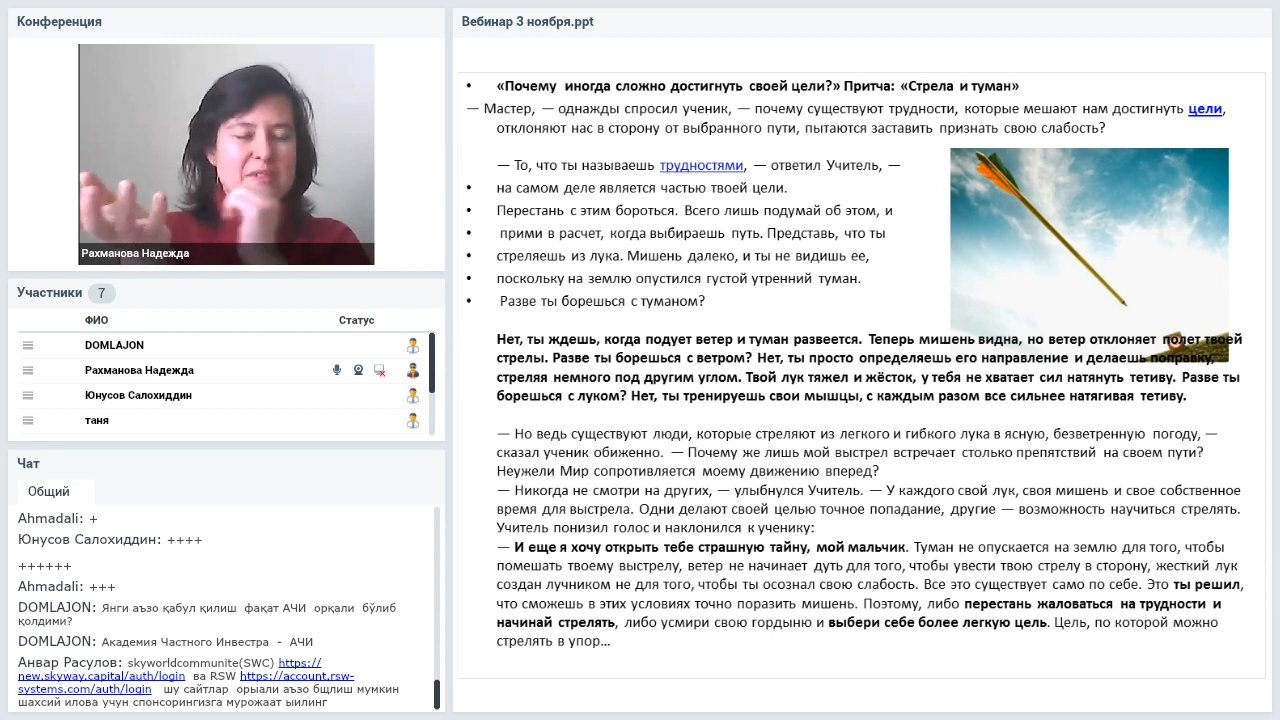 Конференция
Рахманова Надежда
Участники 7
ФИО Статус
DOMLAJON
Рахманова Надежда
Юнусов Салохиддин
таня
Чат
Общий
Ahmadali: +
Юнусов Салохиддин: ++++
++++++
Ahmadali: +++
DOMLAJON: Янги аъзо қабул қилиш фақат АЧИ орқали бўлиб
қолдими?
DOMLAJON: Академия Частного Инвестра - АЧИ
Анвар Расулов: skyworldcommunite(SWC) https://
new.skyway.capital/auth/login ва RSW https://account.rsw-
systems.com/auth/login шу сайтлар орыали аъзо бщлиш мумкин
шахсий илова учун спонсорингизга мурожаат ыилинг
Вебинар 3 ноября.ppt
• «Почему иногда сложно достигнуть своей цели?» Притча: «Стрела и туман»
— Мастер, — однажды спросил ученик, — почему существуют трудности, которые мешают нам достигнуть цели,
отклоняют нас в сторону от выбранного пути, пытаются заставить признать свою слабость?
— То, что ты называешь трудностями, — ответил Учитель, —
• на самом деле является частью твоей цели.
• Перестань с этим бороться. Всего лишь подумай об этом, и
• прими в расчет, когда выбираешь путь. Представь, что ты
• стреляешь из лука. Мишень далеко, и ты не видишь ее,
• поскольку на землю опустился густой утренний туман.
• Разве ты борешься с туманом?
Нет, ты ждешь, когда подует ветер и туман развеется. Теперь мишень видна, но ветер отклоняет полет твоей
стрелы. Разве ты борешься с ветром? Нет, ты просто определяешь его направление и делаешь поправку,
стреляя немного под другим углом. Твой лук тяжел и жёсток, у тебя не хватает сил натянуть тетиву. Разве ты
борешься с луком? Нет, ты тренируешь свои мышцы, с каждым разом все сильнее натягивая тетиву.
— Но ведь существуют люди, которые стреляют из легкого и гибкого лука в ясную, безветренную погоду, —
сказал ученик обиженно. — Почему же лишь мой выстрел встречает столько препятствий на своем пути?
Неужели Мир сопротивляется моему движению вперед?
— Никогда не смотри на других, — улыбнулся Учитель. — У каждого свой лук, своя мишень и свое собственное
время для выстрела. Одни делают своей целью точное попадание, другие — возможность научиться стрелять.
Учитель понизил голос и наклонился к ученику:
— И еще я хочу открыть тебе страшную тайну, мой мальчик. Туман не опускается на землю для того, чтобы
помешать твоему выстрелу, ветер не начинает дуть для того, чтобы увести твою стрелу в сторону, жесткий лук
создан лучником не для того, чтобы ты осознал свою слабость. Все это существует само по себе. Это ты решил,
что сможешь в этих условиях точно поразить мишень. Поэтому, либо перестань жаловаться на трудности и
начинай стрелять, либо усмири свою гордыню и выбери себе более легкую цель. Цель, по которой можно
стрелять в упор…